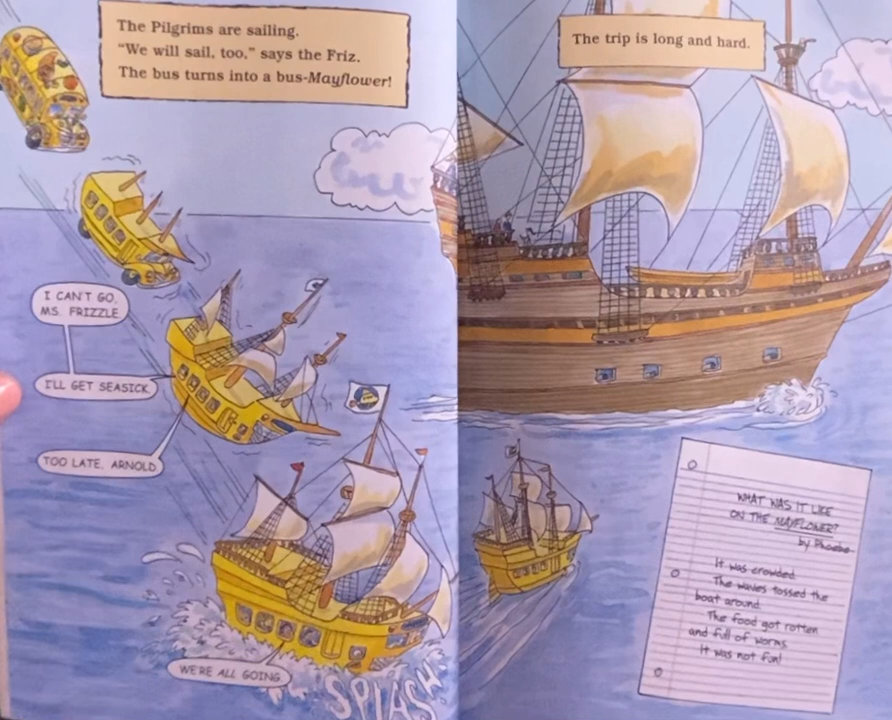 The Pilgrims are sailing.
"We will sail, too," says the Friz.
The bus turns into a bus-Mayflower!
I CAN'T GO,
MS. FRIZZLE.
I'LL GET SEASICK.
TOO LATE, ARNOLD.
WE'RE ALL GOING.
SPLASH
The trip is long and hard.
WHAT WAS IT LIKE
ON THE MAYFLOWER?
by Phoebe
It was crowded.
The waves tossed the
boat around.
The food got rotten
and full of worms.
It was not fun!